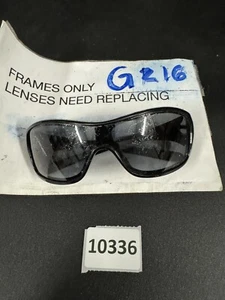 G216
FRAMES ONLY
LENSES NEED REPLACING
10336